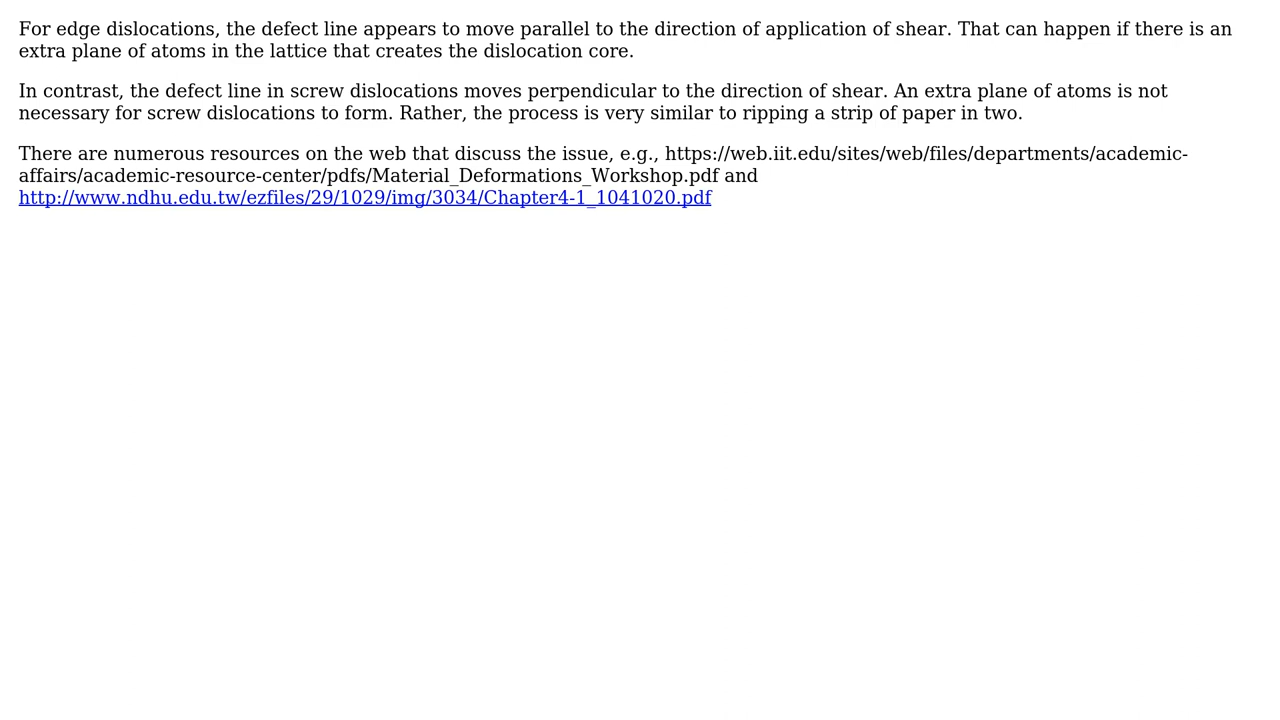 For edge dislocations, the defect line appears to move parallel to the direction of application of shear. That can happen if there is an
extra plane of atoms in the lattice that creates the dislocation core.
In contrast, the defect line in screw dislocations moves perpendicular to the direction of shear. An extra plane of atoms is not
necessary for screw dislocations to form. Rather, the process is very similar to ripping a strip of paper in two.
There are numerous resources on the web that discuss the issue, e.g., https://web.iit.edu/sites/web/files/departments/academic-
affairs/academic-resource-center/pdfs/Material_Deformations_Workshop.pdf and
http://www.ndhu.edu.tw/ezfiles/29/1029/img/3034/Chapter4-1_1041020.pdf